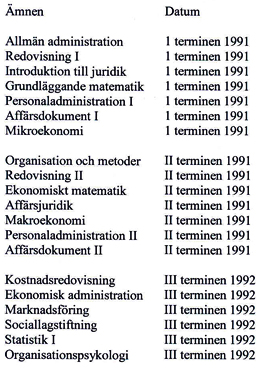 Ämnen Datum
Allmän administration 1 terminen 1991
Redovisning I 1 terminen 1991
Introduktion till juridik 1 terminen 1991
Grundläggande matematik 1 terminen 1991
Personaladministration I 1 terminen 1991
Affärsdokument I 1 terminen 1991
Mikroekonomi 1 terminen 1991
Organisation och metoder II terminen 1991
Redovisning II II terminen 1991
Ekonomiskt matematik II terminen 1991
Affärsjuridik II terminen 1991
Makroekonomi II terminen 1991
Personaladministration II II terminen 1991
Affärsdokument II II terminen 1991
Kostnadsredovisning III terminen 1992
Ekonomisk administration III terminen 1992
Marknadsföring III terminen 1992
Sociallagstiftning III terminen 1992
Statistik I III terminen 1992
Organisationspsykologi III terminen 1992